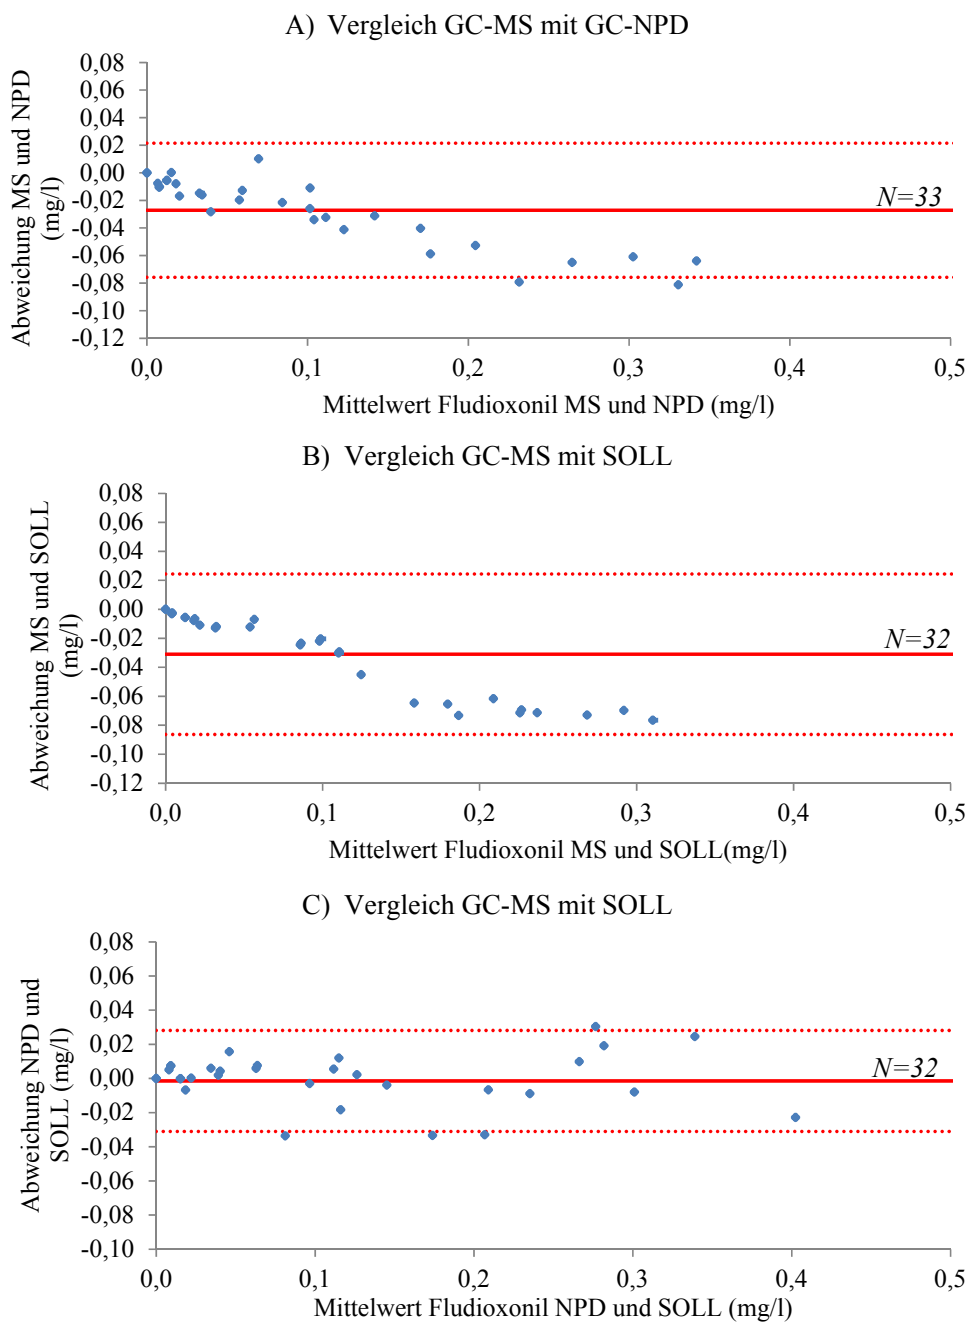 A) Vergleich GC-MS mit GC-NPD
0,08
0,06
0,04
0,02
0,00
-0,02
-0,04
-0,06
-0,08
-0,10
-0,12
Abweichung MS und NPD
(mg/l)
N=33
0,0 0,1 0,2 0,3 0,4 0,5
Mittelwert Fludioxonil MS und NPD (mg/l)
B) Vergleich GC-MS mit SOLL
0,08
0,06
0,04
0,02
0,00
-0,02
-0,04
-0,06
-0,08
-0,10
-0,12
Abweichung MS und SOLL
(mg/l)
N=32
0,0 0,1 0,2 0,3 0,4 0,5
Mittelwert Fludioxonil MS und SOLL(mg/l)
C) Vergleich GC-MS mit SOLL
0,08
0,06
0,04
0,02
0,00
-0,02
-0,04
-0,06
-0,08
-0,10
Abweichung NPD und
SOLL (mg/l)
N=32
0,0 0,1 0,2 0,3 0,4 0,5
Mittelwert Fludioxonil NPD und SOLL (mg/l)